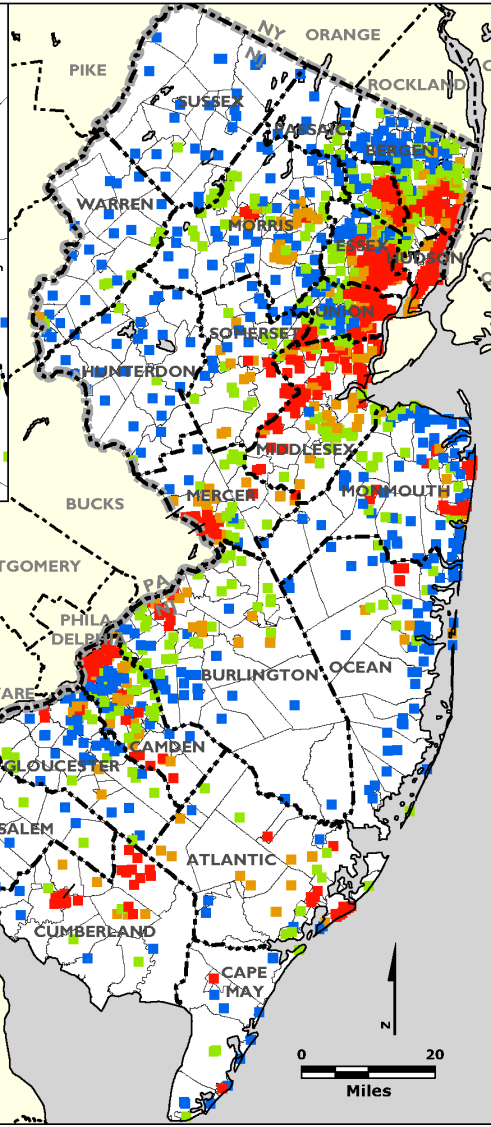 NY
ORANGE
NJ
PIKE
ROCKLAND
SUSSEX
PASSAIC
BERGEN
WARREN
MORRIS
ESSEX
HUDSON
UNION
SOMERSET
HUNTERDON
MIDDLESEX
MERCER
MONMOUTH
BUCKS
TGOMERY
PA
NJ
PHILA
DELPHIA
OCEAN
BURLINGTON
ARE
CAMDEN
GLOUCESTER
SALEM
ATLANTIC
CUMBERLAND
CAPE
MAY
N
0 20
Miles